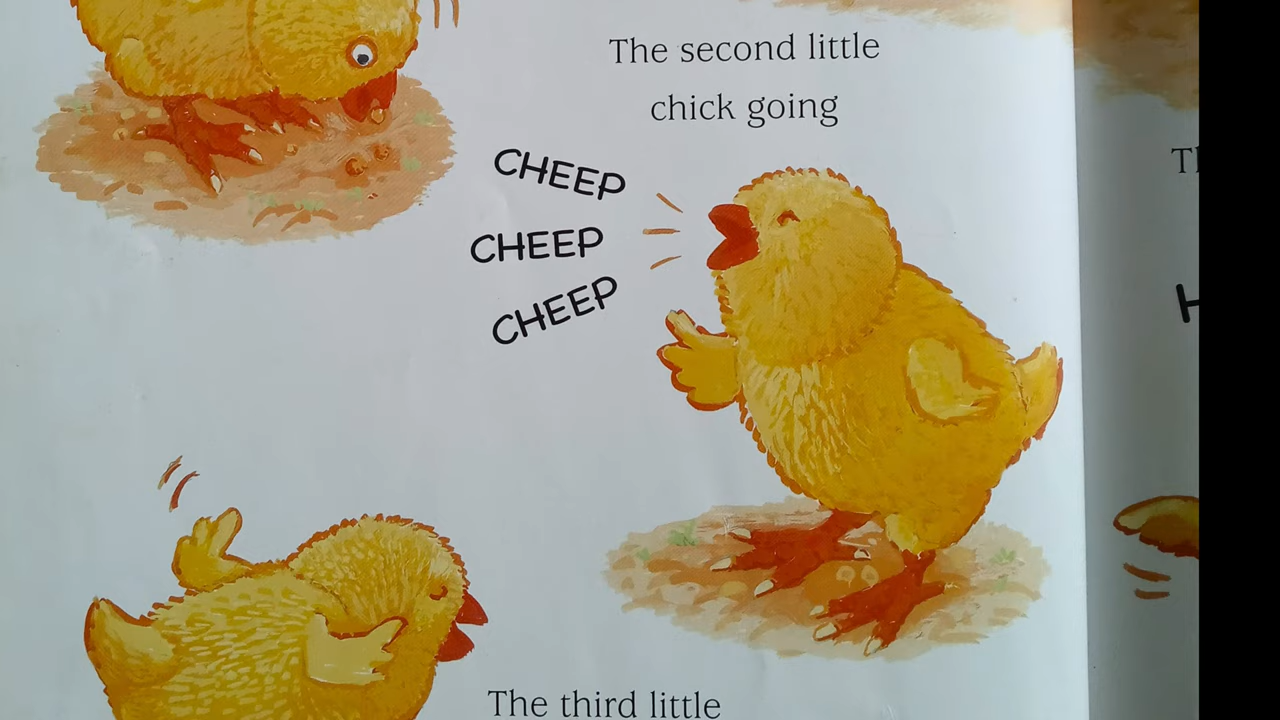 The second little
chick going
CHEEP
CHEEP
CHEEP
The third little